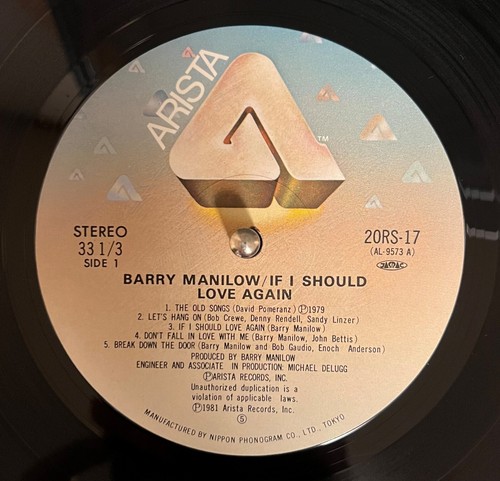 ARISTA
TM
STEREO
33 1/3
SIDE 1
20RS-17
(AL-9573 A)
JASRAC
BARRY MANILOW/IF I SHOULD
LOVE AGAIN
1. THE OLD SONGS (David Pomeranz) Ⓟ1979
2. LET'S HANG ON (Bob Crewe, Denny Rendell, Sandy Linzer)
3. IF I SHOULD LOVE AGAIN (Barry Manilow)
4. DON'T FALL IN LOVE WITH ME (Barry Manilow, John Bettis)
5. BREAK DOWN THE DOOR (Barry Manilow and Bob Gaudio, Enoch Anderson)
PRODUCED BY BARRY MANILOW
ENGINEER AND ASSOCIATE IN PRODUCTION: MICHAEL DELUGG
ⓅARISTA RECORDS, INC.
Unauthorized duplication is a
violation of applicable laws.
Ⓟ1981 Arista Records, Inc.
Ⓢ
MANUFACTURED BY NIPPON PHONOGRAM CO., LTD., TOKYO